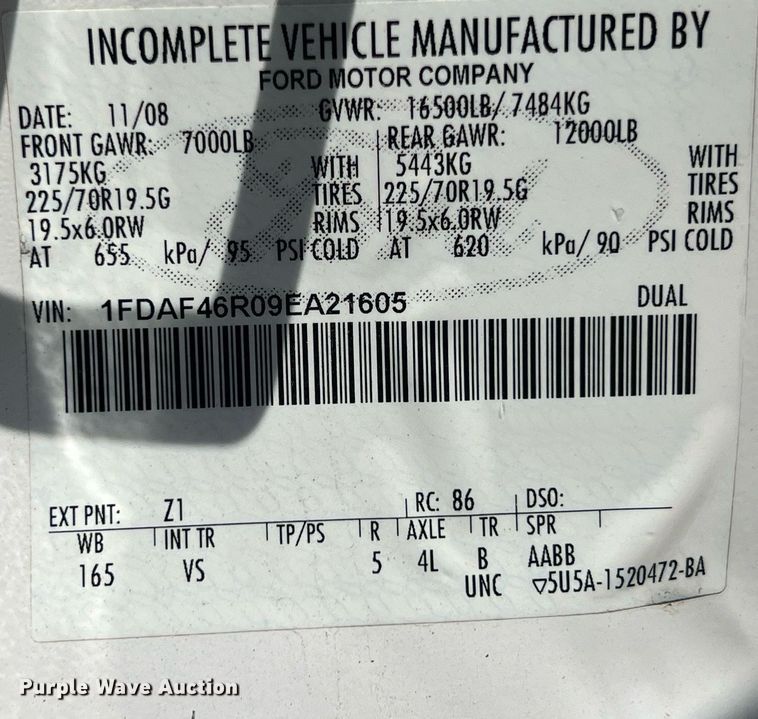 INCOMPLETE VEHICLE MANUFACTURED BY
FORD MOTOR COMPANY
DATE: 11/08 GVWR: 16500LB/ 7484KG
FRONT GAWR: 7000LB REAR GAWR: 12000LB
3175KG WITH 5443KG WITH
225/70R19.5G TIRES 225/70R19.5G TIRES
19.5x6.0RW RIMS 19.5x6.0RW RIMS
AT 655 kPa/ 95 PSI COLD AT 620 kPa/ 90 PSI COLD
VIN: 1FDAF46R09EA21605 DUAL
EXT PNT: Z1 RC: 86 DSO:
WB INT TR TP/PS R AXLE TR SPR
165 VS 5 4L B AABB
UNC ▽5U5A-1520472-BA
Purple Wave Auction